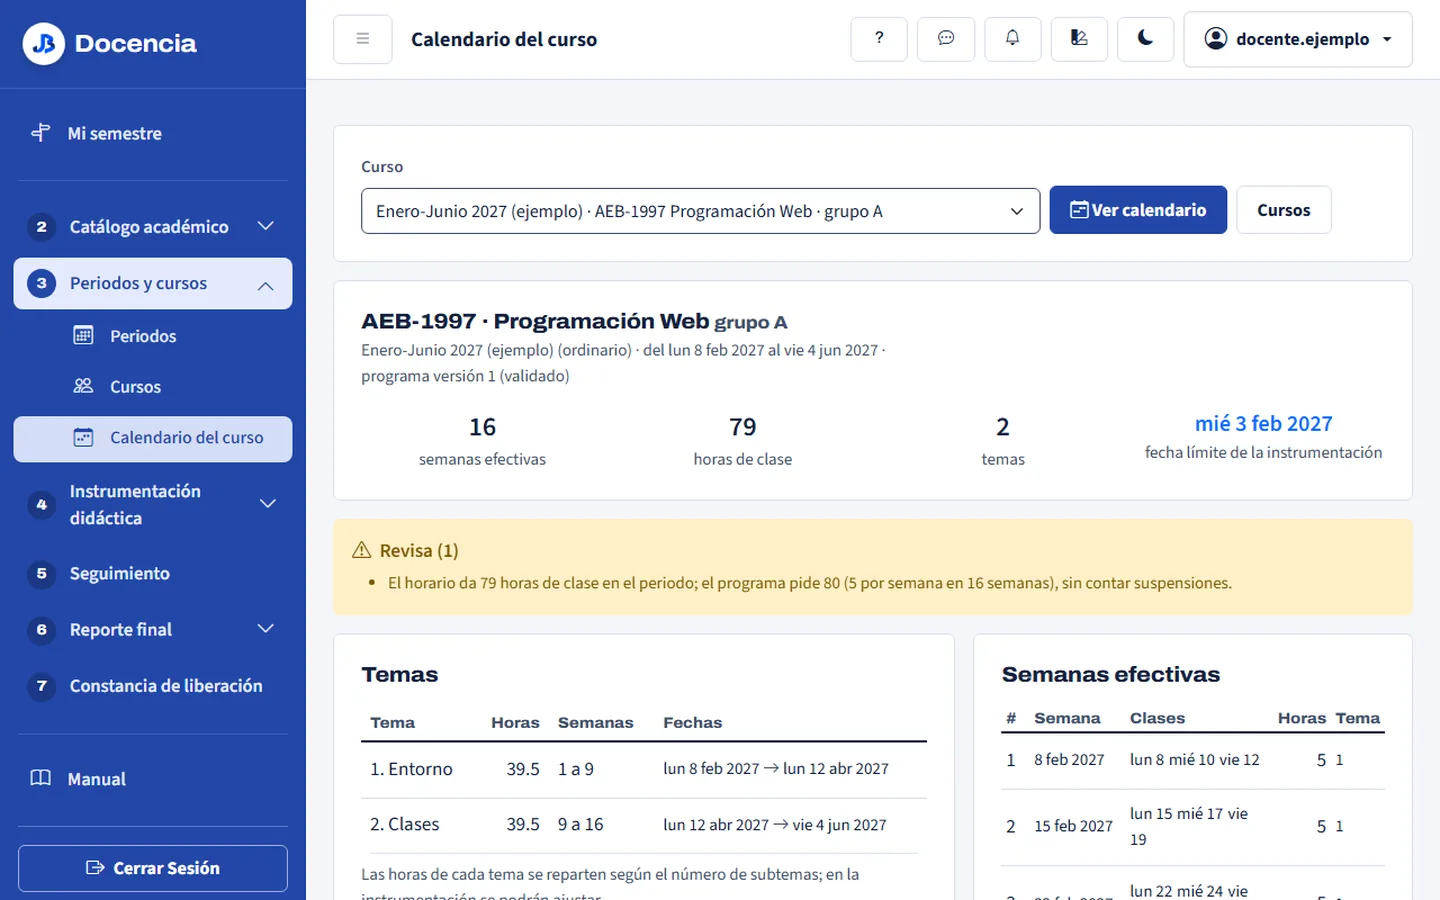 JB Docencia
Calendario del curso
?
docente.ejemplo
Mi semestre
2 Catálogo académico
3 Periodos y cursos
Periodos
Cursos
Calendario del curso
4 Instrumentación
didáctica
5 Seguimiento
6 Reporte final
7 Constancia de liberación
Manual
Cerrar Sesión
Curso
Enero-Junio 2027 (ejemplo) · AEB-1997 Programación Web · grupo A
Ver calendario
Cursos
AEB-1997 · Programación Web grupo A
Enero-Junio 2027 (ejemplo) (ordinario) · del lun 8 feb 2027 al vie 4 jun 2027 ·
programa versión 1 (validado)
16
semanas efectivas
79
horas de clase
2
temas
mié 3 feb 2027
fecha límite de la instrumentación
Revisa (1)
• El horario da 79 horas de clase en el periodo; el programa pide 80 (5 por semana en 16 semanas), sin contar suspensiones.
Temas
Tema Horas Semanas Fechas
1. Entorno 39.5 1 a 9 lun 8 feb 2027 → lun 12 abr 2027
2. Clases 39.5 9 a 16 lun 12 abr 2027 → vie 4 jun 2027
Las horas de cada tema se reparten según el número de subtemas; en la
Semanas efectivas
# Semana Clases Horas Tema
1 8 feb 2027 lun 8 mié 10 vie 12 5 1
2 15 feb 2027 lun 15 mié 17 vie
19 5 1
lun 22 mié 24 vie